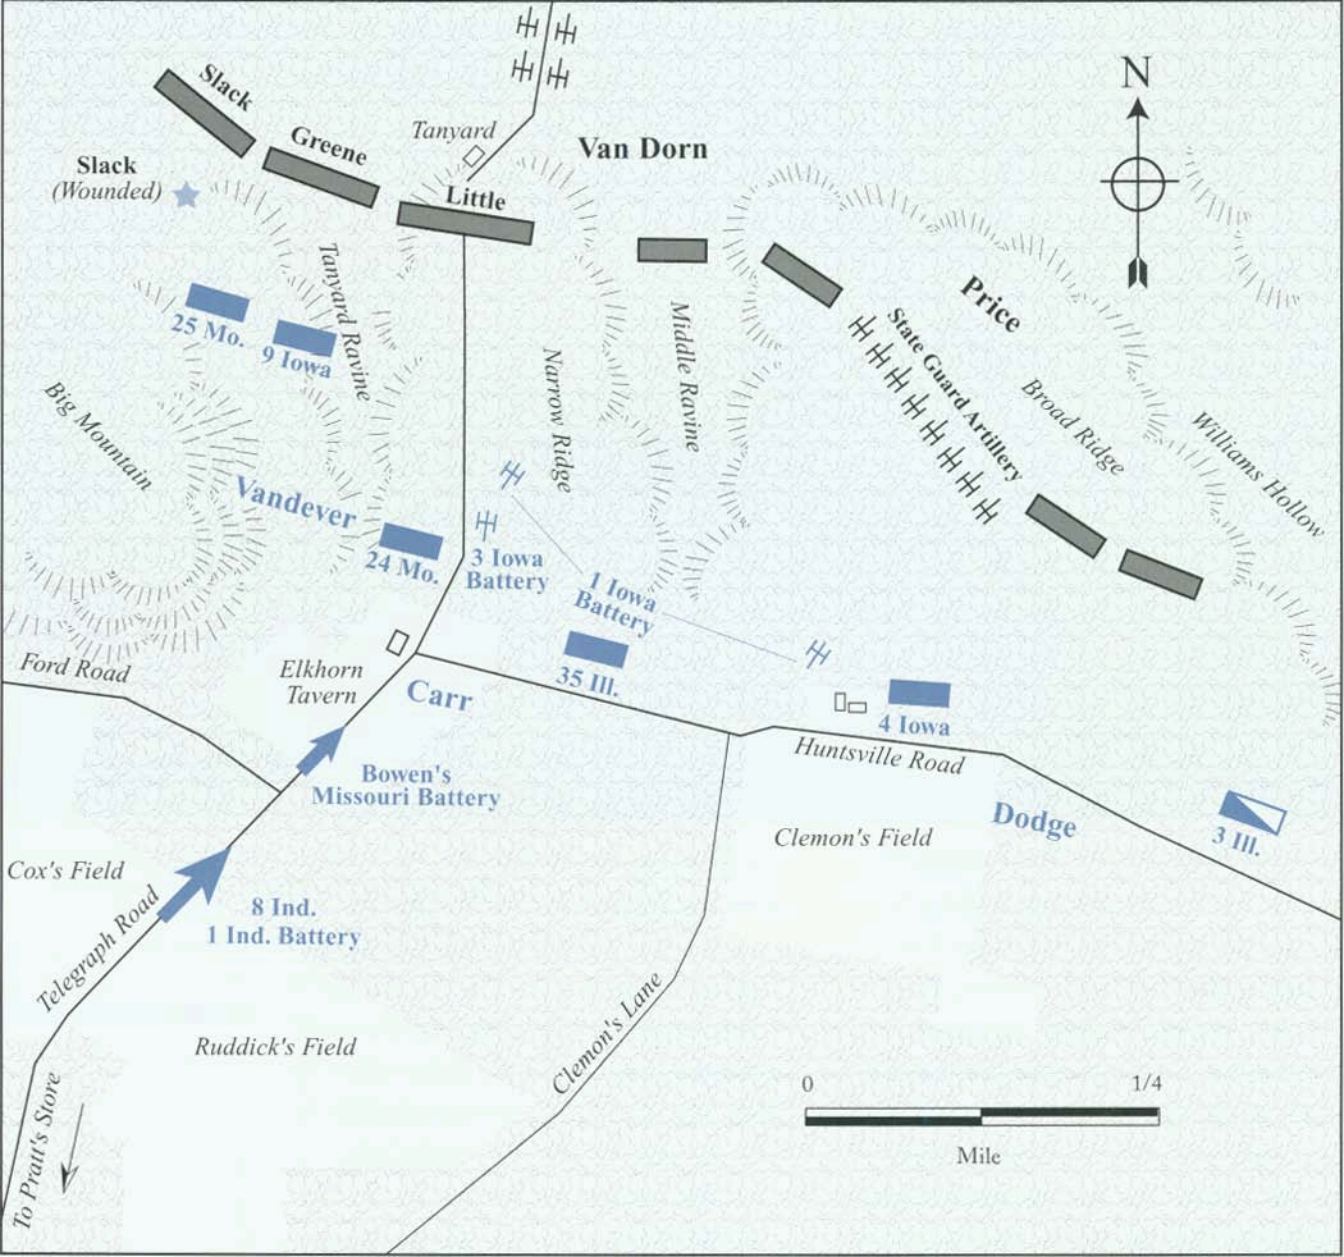 N
Slack
Greene
Tanyard
Van Dorn
Slack
(Wounded)
Little
Tanyard Ravine
Price
25 Mo.
9 Iowa
State Guard Artillery
Middle Ravine
Narrow Ridge
Broad Ridge
Williams Hollow
Big Mountain
Vandever
24 Mo.
3 Iowa
Battery
1 Iowa
Battery
Ford Road
Elkhorn
Tavern
Carr
35 Ill.
4 Iowa
Huntsville Road
Bowen's
Missouri Battery
Dodge
3 Ill.
Clemon's Field
Cox's Field
Telegraph Road
8 Ind.
1 Ind. Battery
Clemon's Lane
Ruddick's Field
To Pratt's Store
0 1/4
Mile